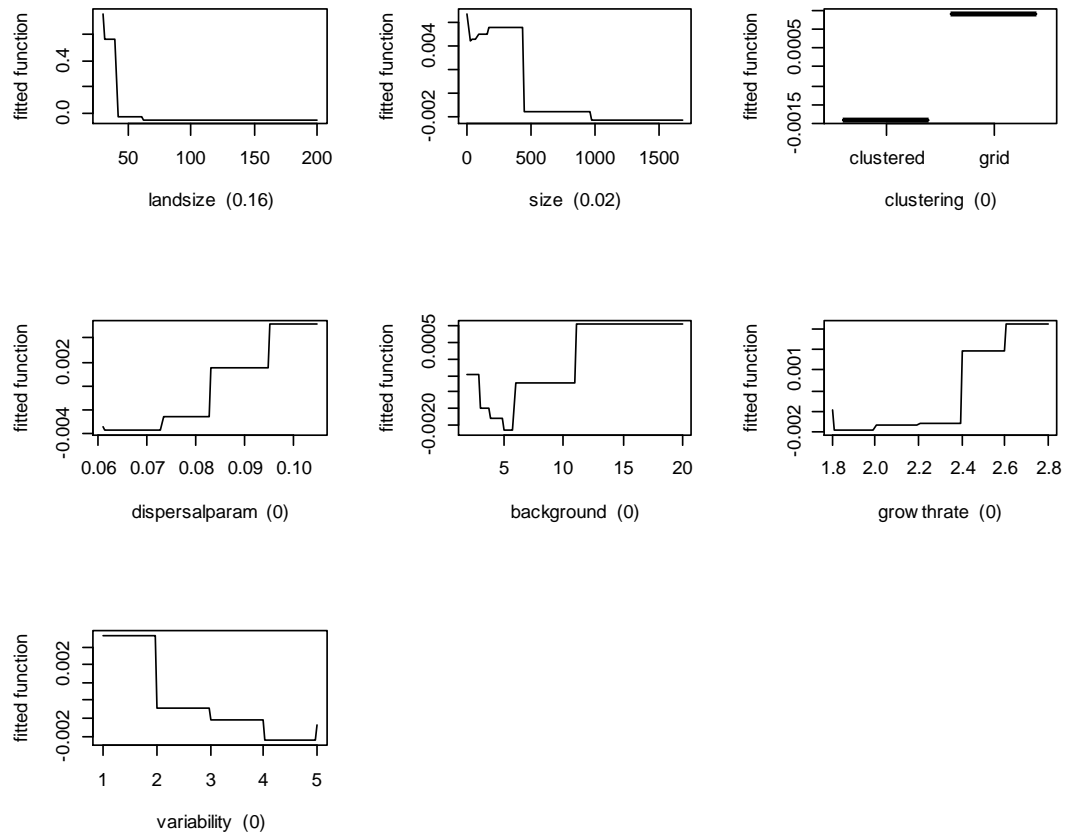 fitted function
0.0 0.4
50 100 150 200
landsize (0.16)
fitted function
-0.002 0.004
0 500 1000 1500
size (0.02)
fitted function
-0.0015 0.0005
clustered grid
clustering (0)
fitted function
-0.004 0.002
0.06 0.07 0.08 0.09 0.10
dispersalparam (0)
fitted function
-0.0020 0.0005
5 10 15 20
background (0)
fitted function
-0.002 0.001
1.8 2.0 2.2 2.4 2.6 2.8
grow thrate (0)
fitted function
-0.002 0.002
1 2 3 4 5
variability (0)